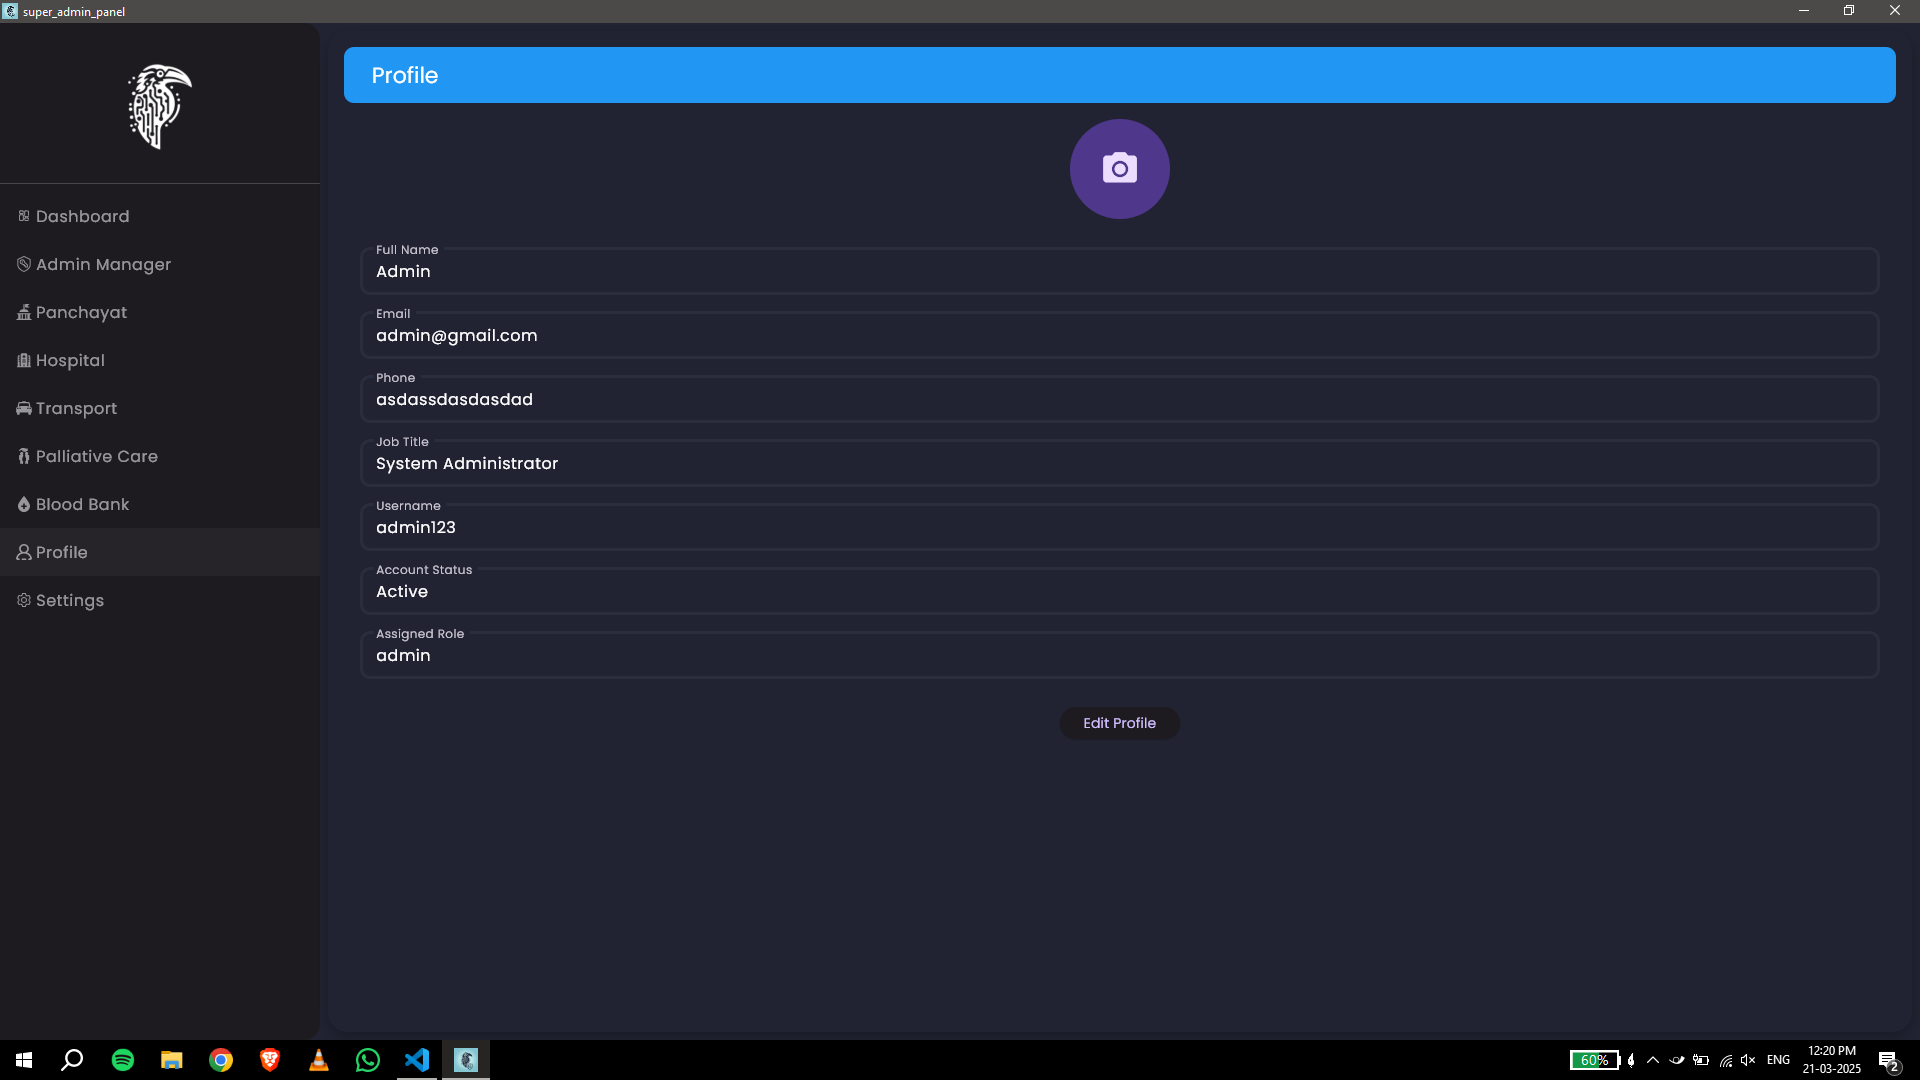 super_admin_panel
Profile
Dashboard
Admin Manager
Panchayat
Hospital
Transport
Palliative Care
Blood Bank
Profile
Settings
Full Name
Admin
Email
admin@gmail.com
Phone
asdassdasdasdad
Job Title
System Administrator
Username
admin123
Account Status
Active
Assigned Role
admin
Edit Profile
60%
ENG
12:20 PM
21-03-2025
2